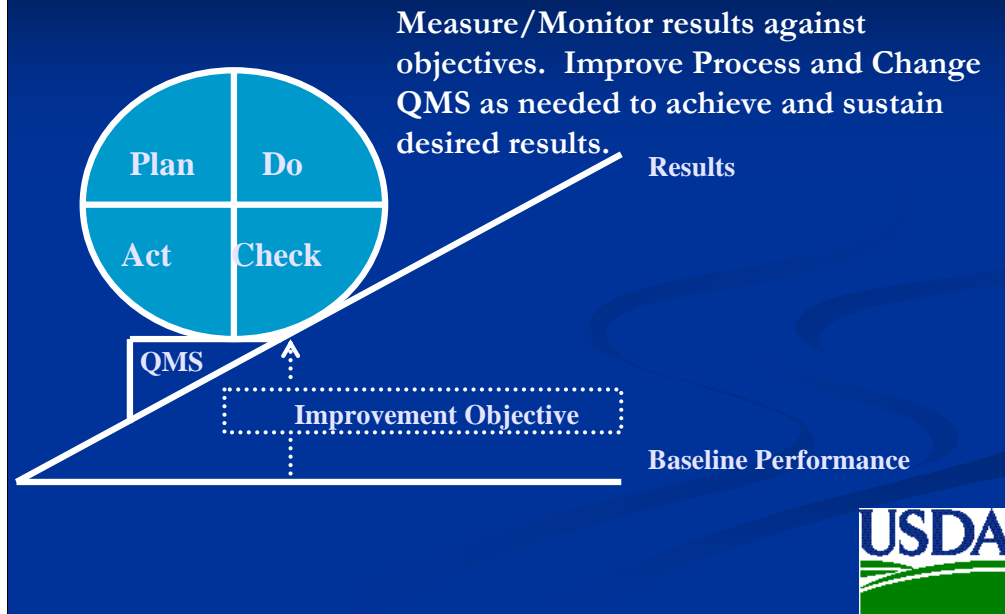 Measure/Monitor results against
objectives. Improve Process and Change
QMS as needed to achieve and sustain
desired results.
Plan Do
Results
Act Check
QMS
Improvement Objective
Baseline Performance
USDA